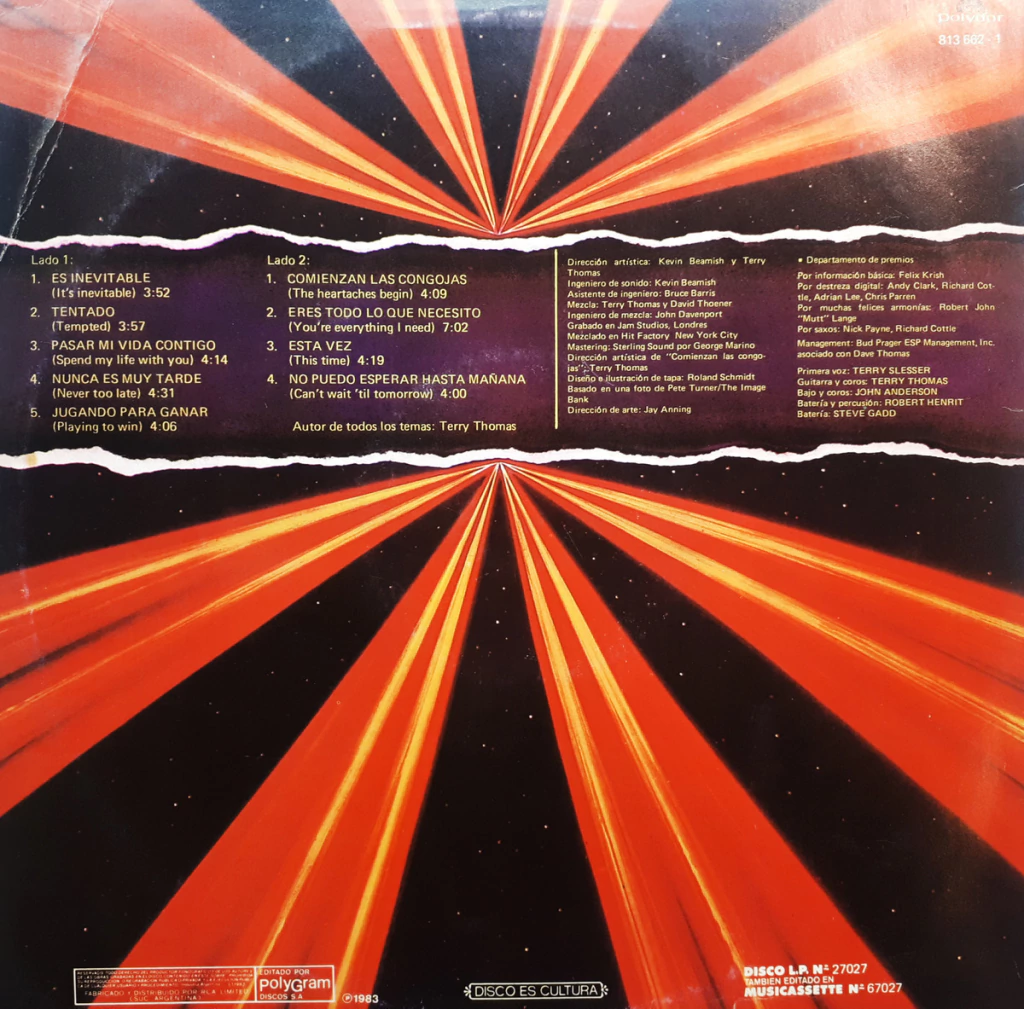 Polydor
813 682-1
Lado 1:
1. ES INEVITABLE
(It's inevitable) 3:52
2. TENTADO
(Tempted) 3:57
3. PASAR MI VIDA CONTIGO
(Spend my life with you) 4:14
4. NUNCA ES MUY TARDE
(Never too late) 4:31
5. JUGANDO PARA GANAR
(Playing to win) 4:06
Lado 2:
1. COMIENZAN LAS CONGOJAS
(The heartaches begin) 4:09
2. ERES TODO LO QUE NECESITO
(You're everything I need) 7:02
3. ESTA VEZ
(This time) 4:19
4. NO PUEDO ESPERAR HASTA MAÑANA
(Can't wait 'til tomorrow) 4:00
Autor de todos los temas: Terry Thomas
Dirección artística: Kevin Beamish y Terry
Thomas
Ingeniero de sonido: Kevin Beamish
Asistente de ingeniero: Bruce Barris
Mezcla: Terry Thomas y David Thoener
Ingeniero de mezcla: John Davenport
Grabado en Jam Studios, Londres
Mezclado en Hit Factory New York City
Mastering: Sterling Sound por George Marino
Dirección artística de "Comienzan las congo-
jas": Terry Thomas
Diseño e ilustración de tapa: Roland Schmidt
Basado en una foto de Pete Turner/The Image
Bank
Dirección de arte: Jay Anning
• Departamento de premios
Por información básica: Felix Krish
Por destreza digital: Andy Clark, Richard Cot-
tle, Adrian Lee, Chris Parren
Por muchas felices armonías: Robert John
"Mutt" Lange
Por saxos: Nick Payne, Richard Cottle
Management: Bud Prager ESP Management, Inc.
asociado con Dave Thomas
Primera voz: TERRY SLESSER
Guitarra y coros: TERRY THOMAS
Bajo y coros: JOHN ANDERSON
Batería y percusión: ROBERT HENRIT
Batería: STEVE GADD
FABRICADO Y DISTRIBUIDO POR RCA LIMITED
(SUC. ARGENTINA)
EDITADO POR
polyGram
DISCOS S.A
℗1983
DISCO ES CULTURA
DISCO L.P. Nº 27027
TAMBIEN EDITADO EN
MUSICASSETTE Nº 67027